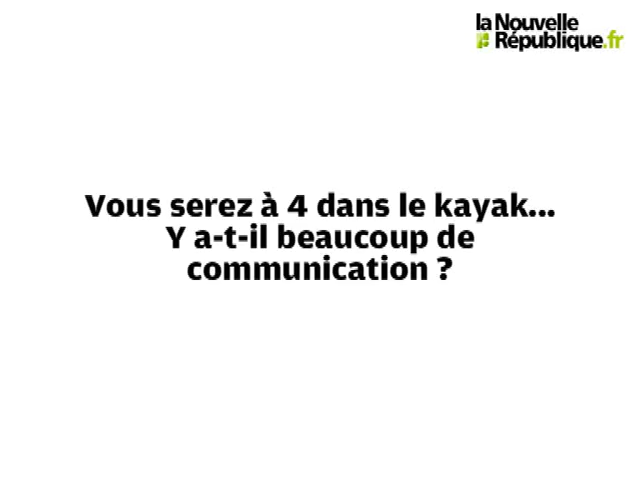 la Nouvelle
République.fr
Vous serez à 4 dans le kayak...
Y a-t-il beaucoup de
communication ?